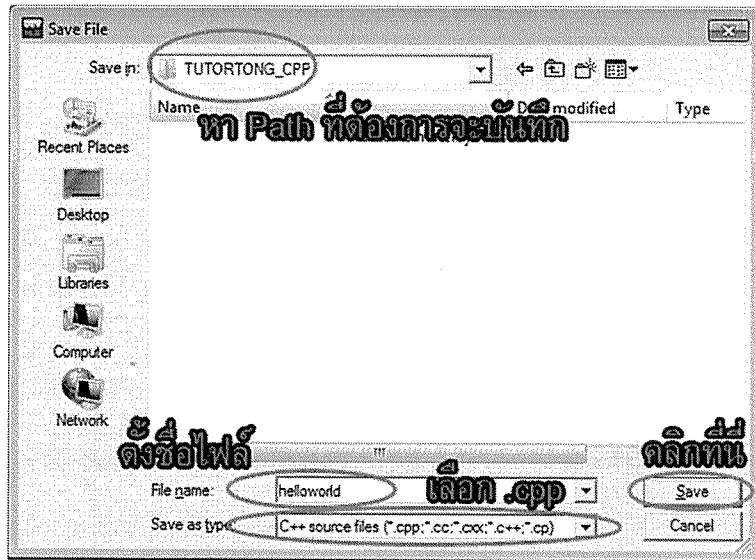 Save File
Save in: TUTORTONG_CPP
Name modified Type
หา Path ที่ต้องการจะบันทึก
Recent Places
Desktop
Libraries
Computer
Network
ตั้งชื่อไฟล์ คลิกที่นี่
File name: helloworld เลือก .cpp Save
Save as type: C++ source files (*.cpp;*.cc;*.cxx;*.c++;*.cp) Cancel